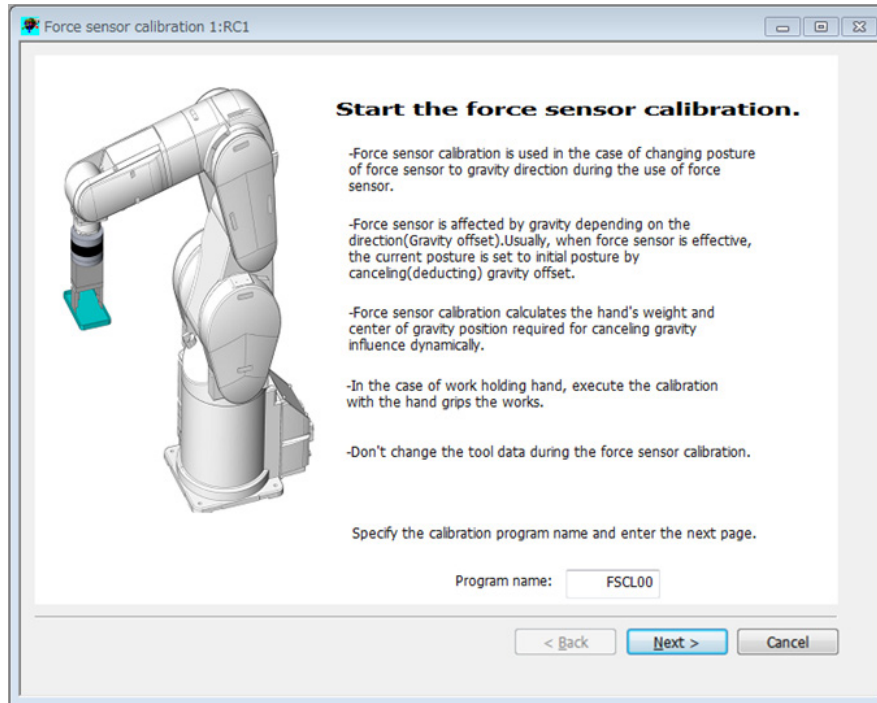 Force sensor calibration 1:RC1
Start the force sensor calibration.
-Force sensor calibration is used in the case of changing posture
of force sensor to gravity direction during the use of force
sensor.
-Force sensor is affected by gravity depending on the
direction(Gravity offset).Usually, when force sensor is effective,
the current posture is set to initial posture by
canceling(deducting) gravity offset.
-Force sensor calibration calculates the hand's weight and
center of gravity position required for canceling gravity
influence dynamically.
-In the case of work holding hand, execute the calibration
with the hand grips the works.
-Don't change the tool data during the force sensor calibration.
Specify the calibration program name and enter the next page.
Program name: FSCL00
< Back Next > Cancel